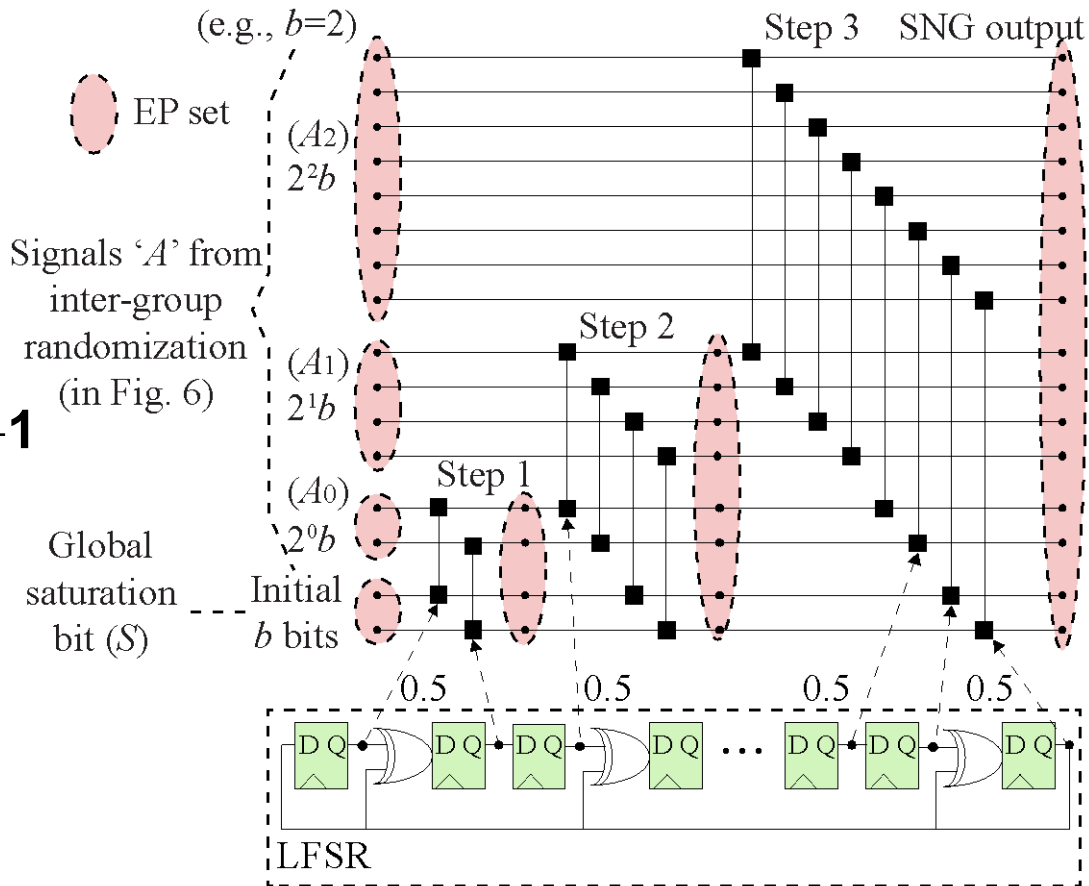 (e.g., b=2)
Step 3
SNG output
EP set
(A2)
2²b
Signals ‘A’ from
inter-group
randomization
(in Fig. 6)
Step 2
(A1)
2¹b
-1
Step 1
(A0)
2⁰b
Global
saturation
bit (S)
Initial
b bits
0.5
0.5
0.5
0.5
D Q
D Q
D Q
D Q
D Q
D Q
D Q
LFSR